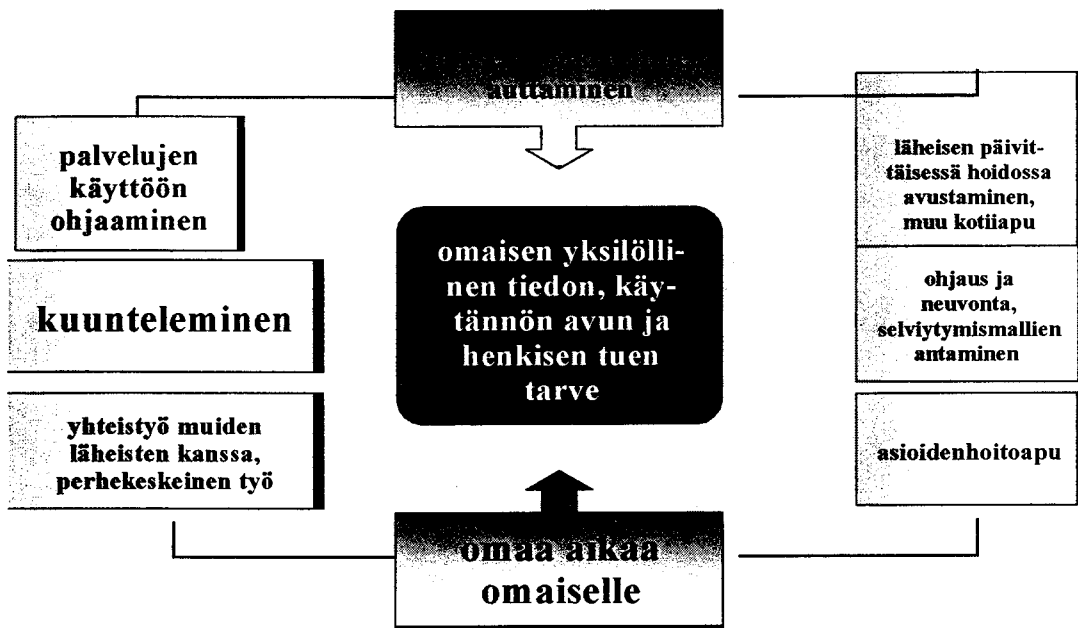 auttaminen
palvelujen
käyttöön
ohjaaminen
kuunteleminen
yhteistyö muiden
läheisten kanssa,
perhekeskeinen työ
omaisen yksilölli-
nen tiedon, käy-
tännön avun ja
henkisen tuen
tarve
omaa aikaa
omaiselle
läheisen päivit-
täisessä hoidossa
avustaminen,
muu kotiiapu
ohjaus ja
neuvonta,
selviytymismallien
antaminen
asioidenhoitoapu